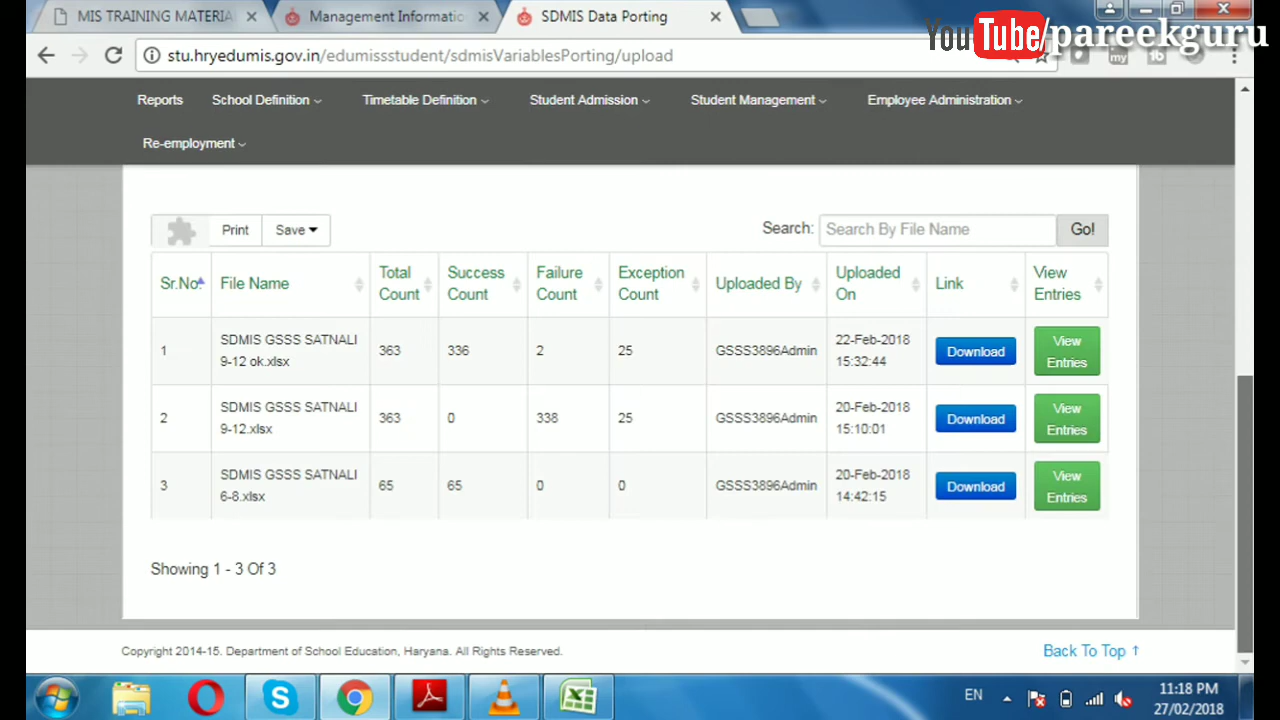 MIS TRAINING MATERIA
Management Informatio
SDMIS Data Porting
YouTube/pareekguru
stu.hryedumis.gov.in/edumissstudent/sdmisVariablesPorting/upload
Reports School Definition Timetable Definition Student Admission Student Management Employee Administration
Re-employment
Print Save Search: Search By File Name Go!
Sr.No. File Name Total Count Success Count Failure Count Exception Count Uploaded By Uploaded On Link View Entries
1 SDMIS GSSS SATNALI 9-12 ok.xlsx 363 336 2 25 GSSS3896Admin 22-Feb-2018 15:32:44 Download View Entries
2 SDMIS GSSS SATNALI 9-12.xlsx 363 0 338 25 GSSS3896Admin 20-Feb-2018 15:10:01 Download View Entries
3 SDMIS GSSS SATNALI 6-8.xlsx 65 65 0 0 GSSS3896Admin 20-Feb-2018 14:42:15 Download View Entries
Showing 1 - 3 Of 3
Copyright 2014-15. Department of School Education, Haryana. All Rights Reserved. Back To Top ↑
EN 11:18 PM
27/02/2018